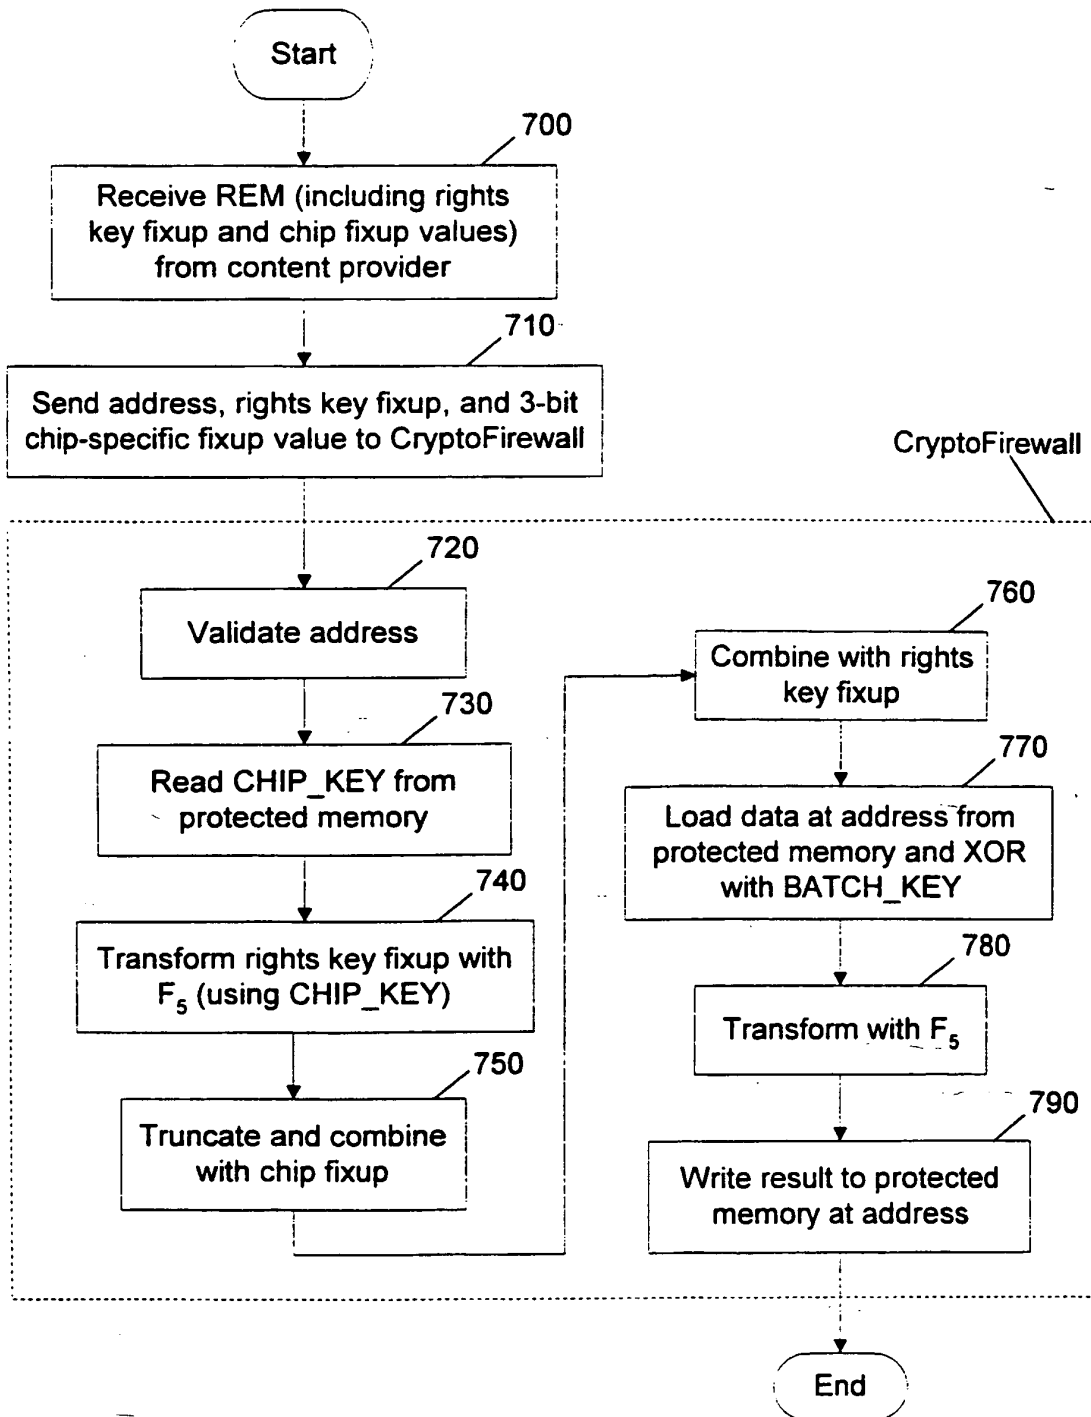 Start
700
Receive REM (including rights
key fixup and chip fixup values)
from content provider
710
Send address, rights key fixup, and 3-bit
chip-specific fixup value to CryptoFirewall
CryptoFirewall
720
Validate address
730
Read CHIP_KEY from
protected memory
740
Transform rights key fixup with
F₅ (using CHIP_KEY)
750
Truncate and combine
with chip fixup
760
Combine with rights
key fixup
770
Load data at address from
protected memory and XOR
with BATCH_KEY
780
Transform with F₅
790
Write result to protected
memory at address
End